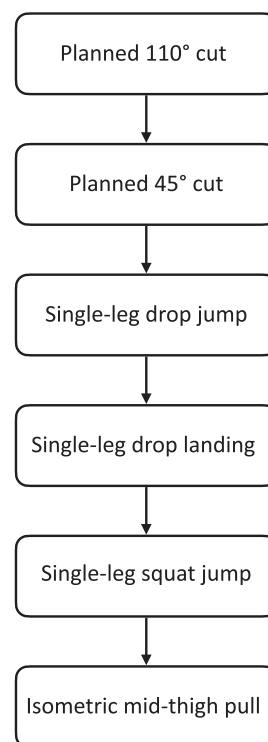 Planned 110° cut
Planned 45° cut
Single-leg drop jump
Single-leg drop landing
Single-leg squat jump
Isometric mid-thigh pull